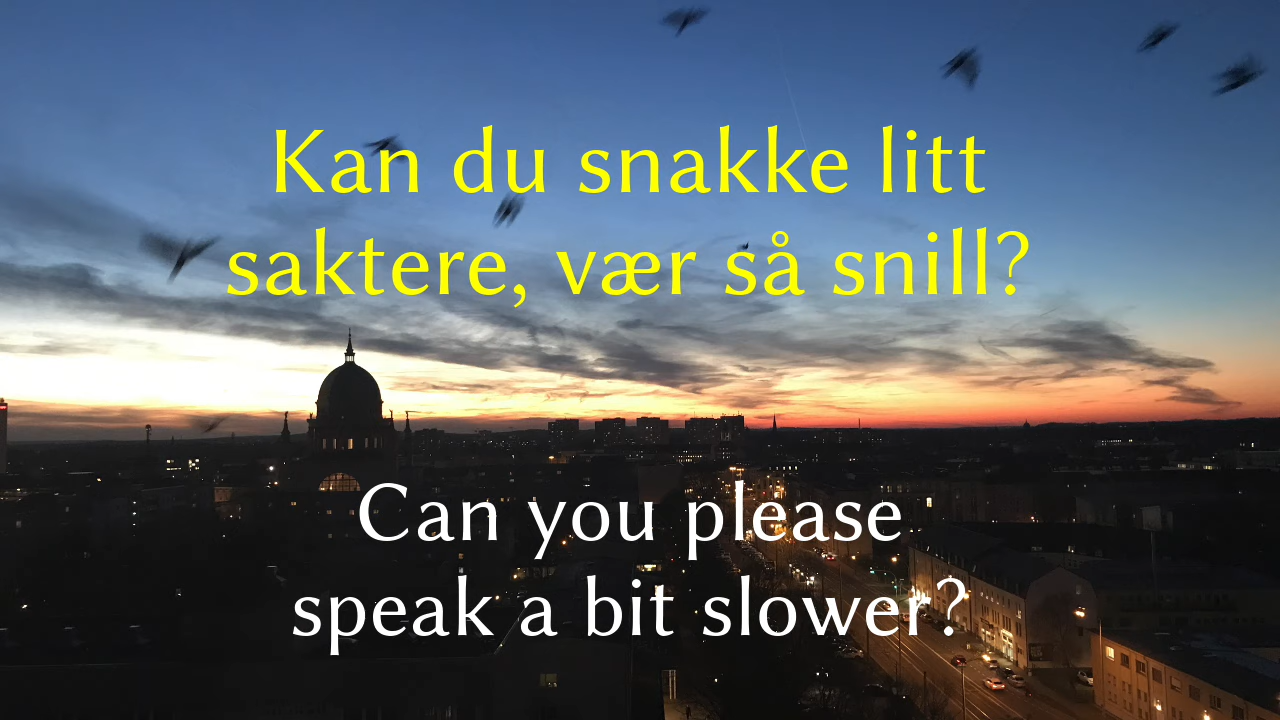 Kan du snakke litt
saktere, vær så snill?
Can you please
speak a bit slower?